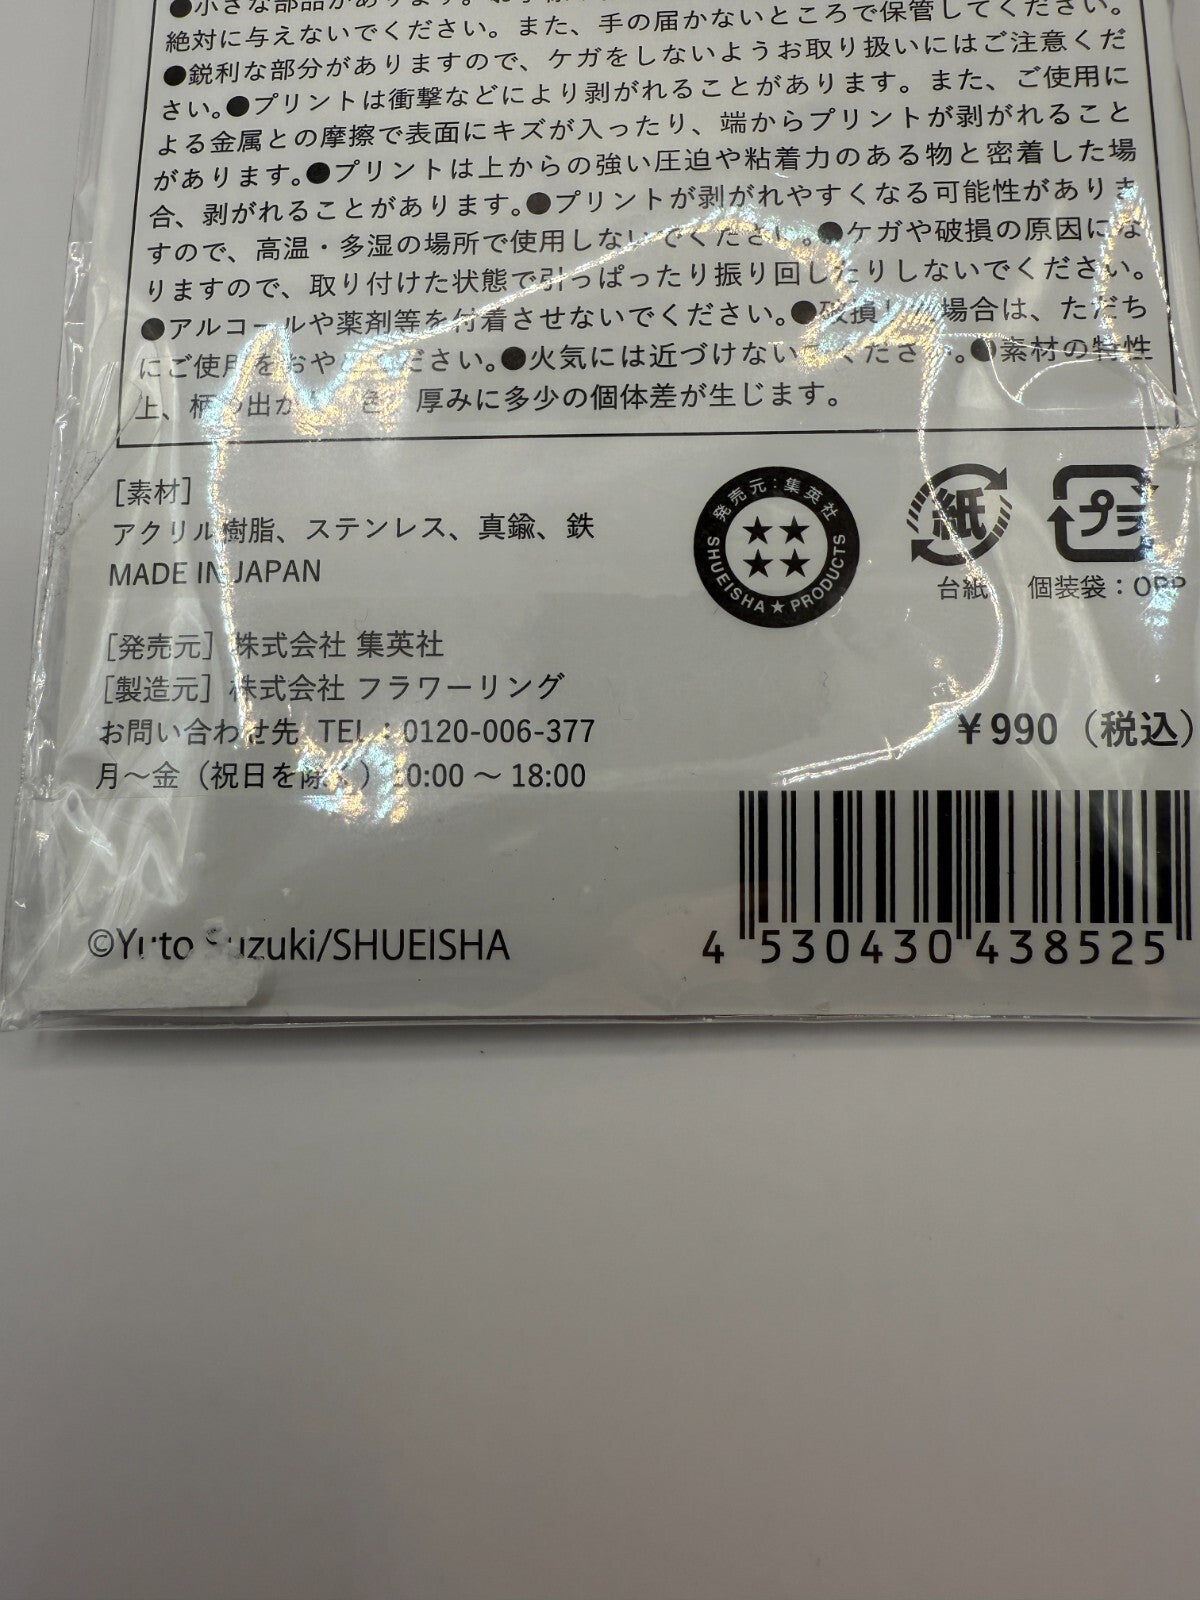 ●小さな部品があります。お子様
絶対に与えないでください。また、手の届かないところで保管してください。
●鋭利な部分がありますので、ケガをしないようお取り扱いにはご注意くだ
さい。●プリントは衝撃などにより剥がれることがあります。また、ご使用に
よる金属との摩擦で表面にキズが入ったり、端からプリントが剥がれること
があります。●プリントは上からの強い圧迫や粘着力のある物と密着した場
合、剥がれることがあります。●プリントが剥がれやすくなる可能性がありま
すので、高温・多湿の場所で使用しないでください。●ケガや破損の原因にな
りますので、取り付けた状態で引っぱったり振り回したりしないでください。
●アルコールや薬剤等を付着させないでください。●破損した場合は、ただち
にご使用をおやめください。●火気には近づけないでください。●素材の特性
上、柄の出かた、 厚みに多少の個体差が生じます。
[素材]
アクリル樹脂、ステンレス、真鍮、鉄
MADE IN JAPAN
[発売元] 株式会社 集英社
[製造元] 株式会社 フラワーリング
お問い合わせ先 TEL：0120-006-377
月〜金（祝日を除く）10:00 〜 18:00
発売元：集英社
SHUEISHA ★ PRODUCTS
紙
台紙
プラ
個装袋：OPP
￥990（税込）
©Yuto Suzuki/SHUEISHA
4 530430 438525